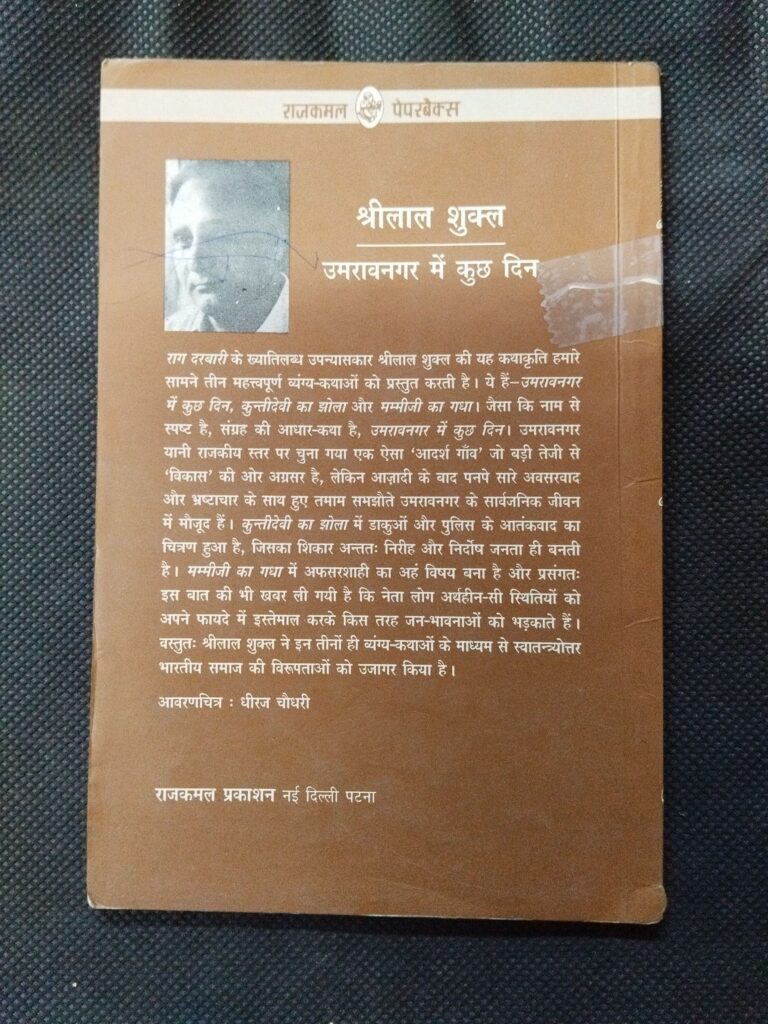 राजकमल पेपरबैक्स
श्रीलाल शुक्ल
उमरावनगर में कुछ दिन
राग दरबारी के ख्यातिलब्ध उपन्यासकार श्रीलाल शुक्ल की यह कथाकृति हमारे
सामने तीन महत्त्वपूर्ण व्यंग्य-कथाओं को प्रस्तुत करती है। ये हैं–उमरावनगर
में कुछ दिन, कुन्तीदेवी का झोला और मम्मीजी का गधा। जैसा कि नाम से
स्पष्ट है, संग्रह की आधार-कथा है, उमरावनगर में कुछ दिन। उमरावनगर
यानी राजकीय स्तर पर चुना गया एक ऐसा 'आदर्श गाँव' जो बड़ी तेजी से
'विकास' की ओर अग्रसर है, लेकिन आज़ादी के बाद पनपे सारे अवसरवाद
और भ्रष्टाचार के साथ हुए तमाम समझौते उमरावनगर के सार्वजनिक जीवन
में मौजूद हैं। कुन्तीदेवी का झोला में डाकुओं और पुलिस के आतंकवाद का
चित्रण हुआ है, जिसका शिकार अन्ततः निरीह और निर्दोष जनता ही बनती
है। मम्मीजी का गधा में अफसरशाही का अहं विषय बना है और प्रसंगतः
इस बात की भी खबर ली गयी है कि नेता लोग अर्थहीन-सी स्थितियों को
अपने फायदे में इस्तेमाल करके किस तरह जन-भावनाओं को भड़काते हैं।
वस्तुतः श्रीलाल शुक्ल ने इन तीनों ही व्यंग्य-कथाओं के माध्यम से स्वातन्त्र्योत्तर
भारतीय समाज की विरूपताओं को उजागर किया है।
आवरणचित्र : धीरज चौधरी
राजकमल प्रकाशन नई दिल्ली पटना